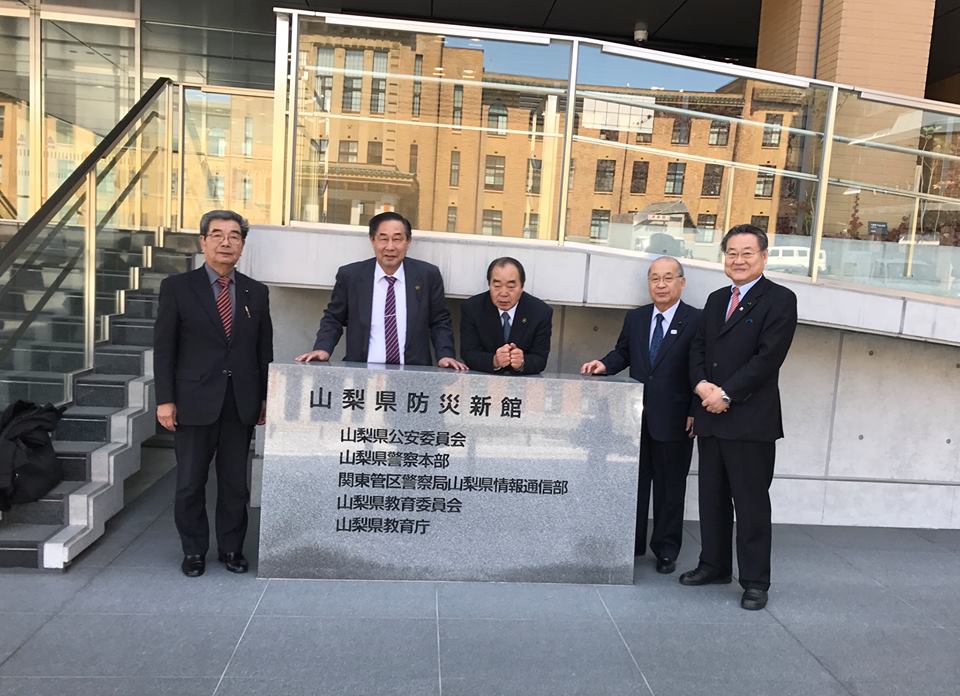 山梨県防災新館
山梨県公安委員会
山梨県警察本部
関東管区警察局山梨県情報通信部
山梨県教育委員会
山梨県教育庁